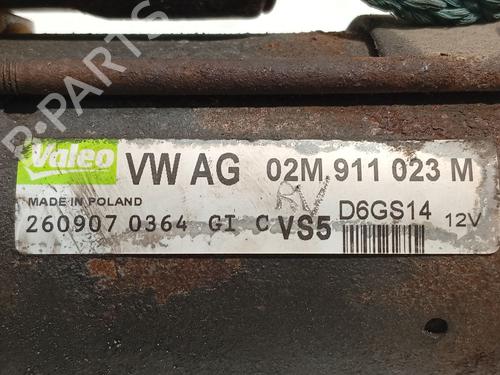 B-PARTS
Valeo VW AG 02M 911 023 M
MADE IN POLAND
260907 0364 GI C VS5 D6GS14 12V